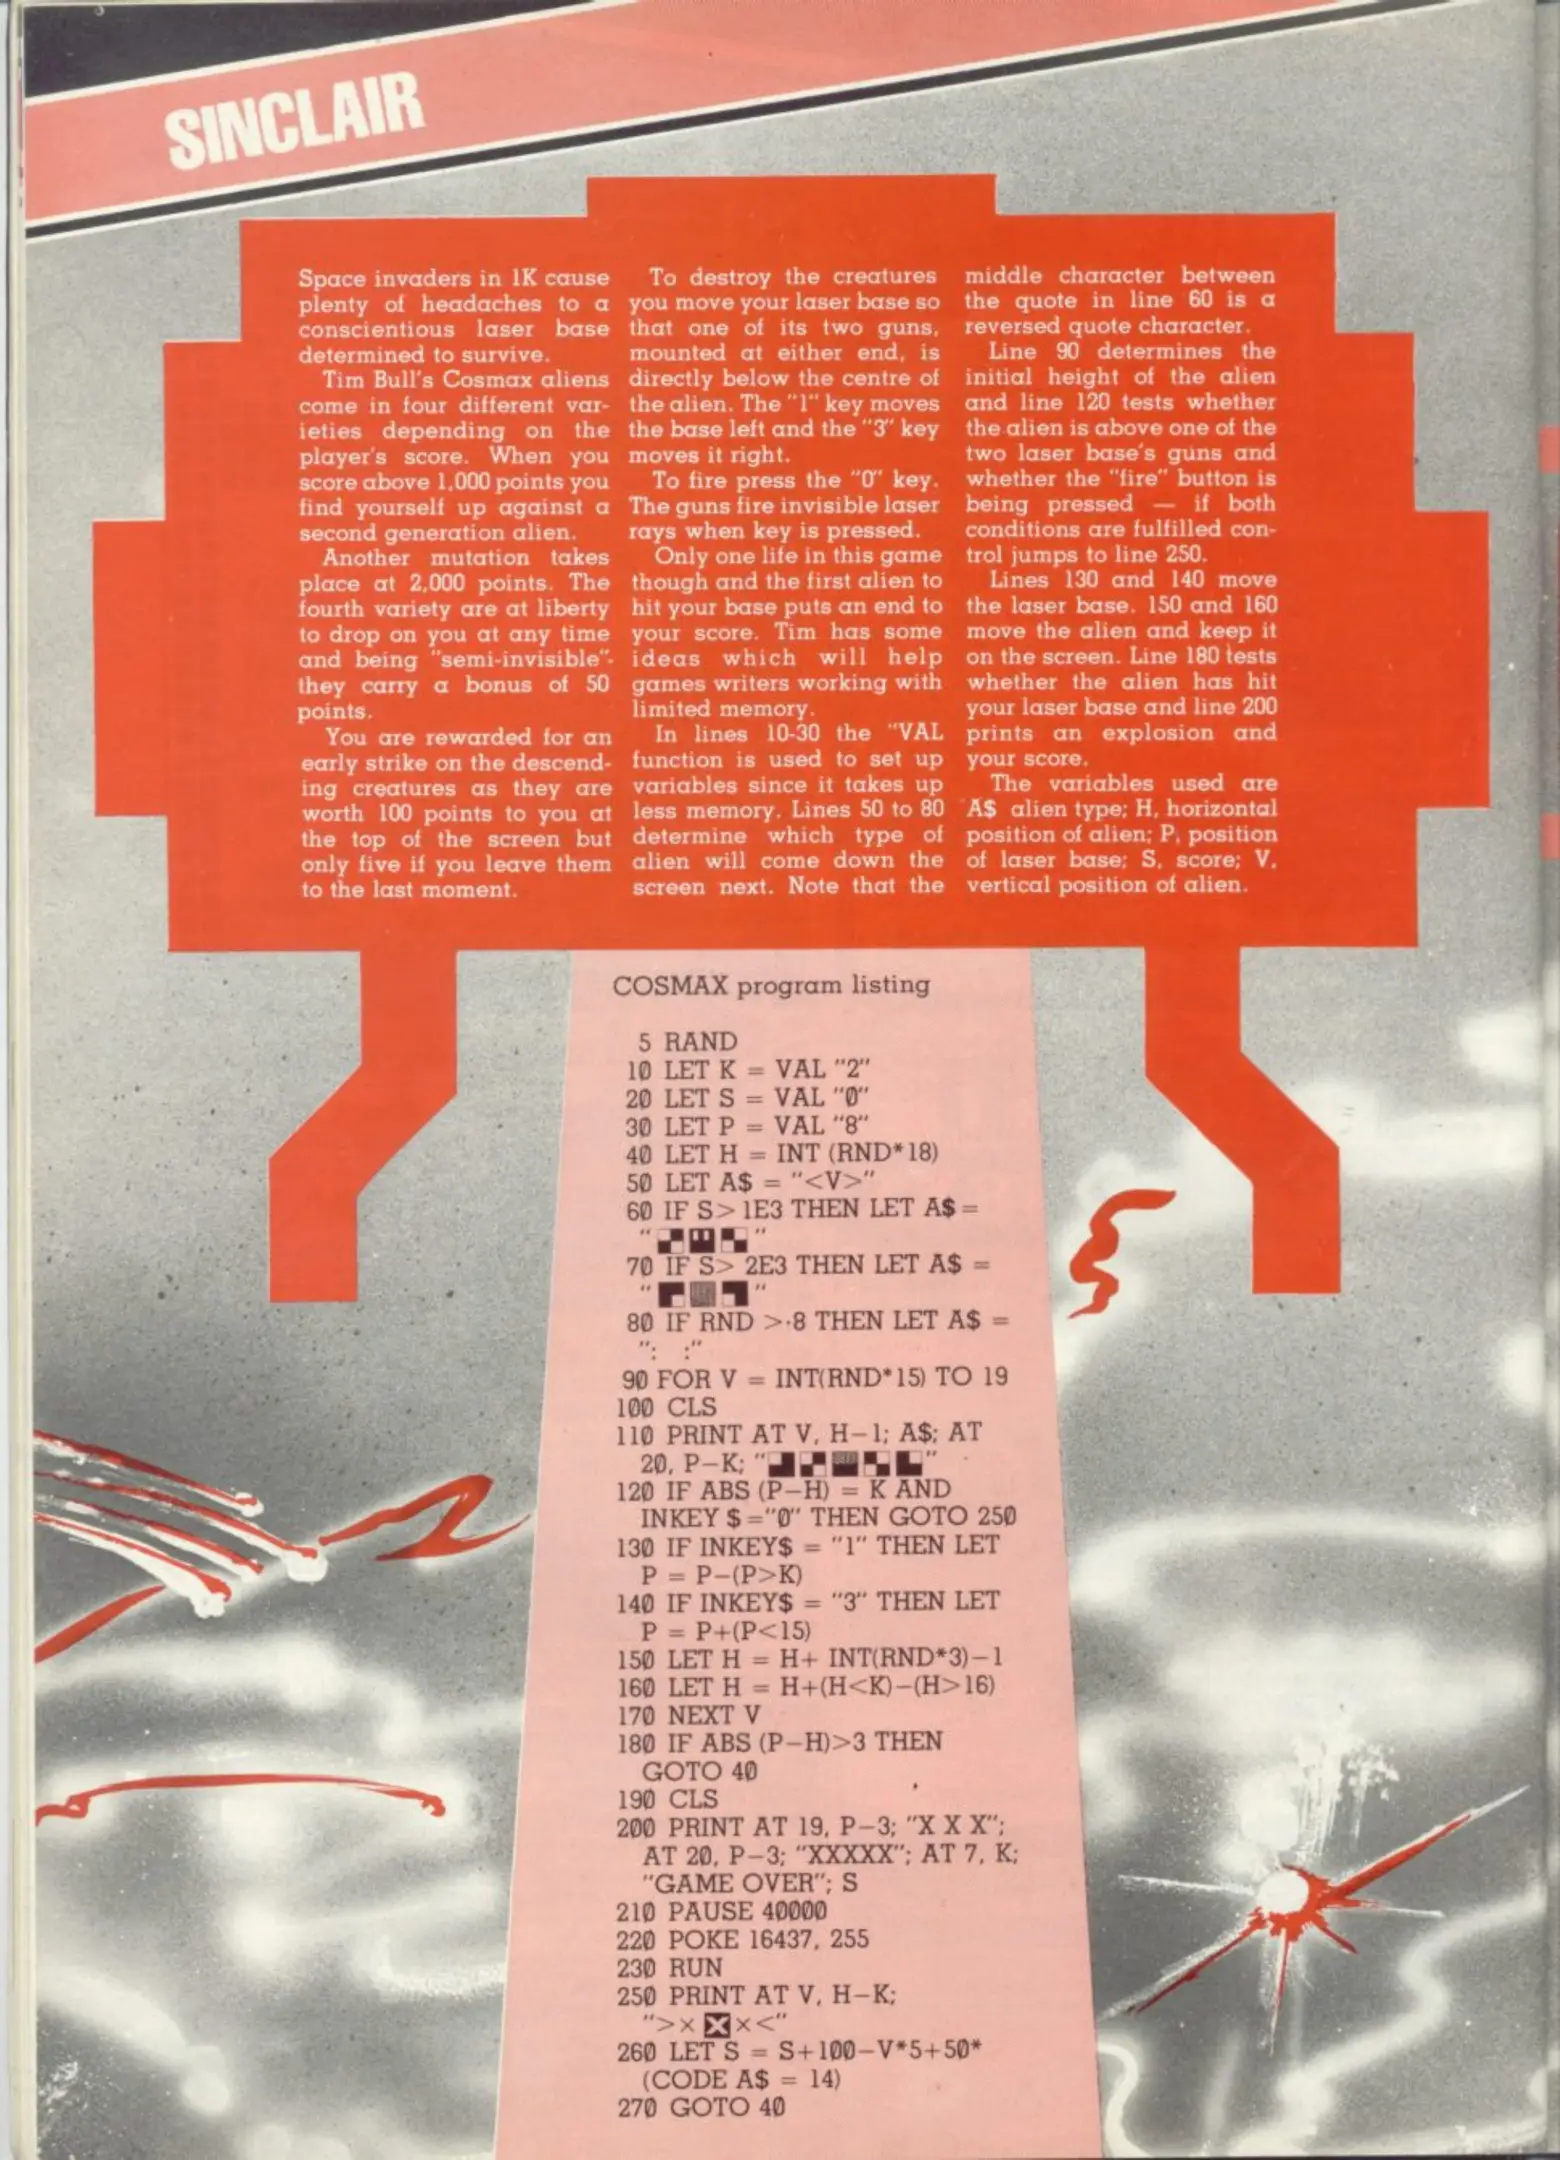 SINCLAIR
Space invaders in 1K cause
plenty of headaches to a
conscientious laser base
determined to survive.
Tim Bull's Cosmax aliens
come in four different var-
ieties depending on the
player's score. When you
score above 1,000 points you
find yourself up against a
second generation alien.
Another mutation takes
place at 2,000 points. The
fourth variety are at liberty
to drop on you at any time
and being "semi-invisible"
they carry a bonus of 50
points.
You are rewarded for an
early strike on the descend-
ing creatures as they are
worth 100 points to you at
the top of the screen but
only five if you leave them
to the last moment.
To destroy the creatures
you move your laser base so
that one of its two guns,
mounted at either end, is
directly below the centre of
the alien. The "1" key moves
the base left and the "3" key
moves it right.
To fire press the "0" key.
The guns fire invisible laser
rays when key is pressed.
Only one life in this game
though and the first alien to
hit your base puts an end to
your score. Tim has some
ideas which will help
games writers working with
limited memory.
In lines 10-30 the "VAL
function is used to set up
variables since it takes up
less memory. Lines 50 to 80
determine which type of
alien will come down the
screen next. Note that the
middle character between
the quote in line 60 is a
reversed quote character.
Line 90 determines the
initial height of the alien
and line 120 tests whether
the alien is above one of the
two laser base's guns and
whether the "fire" button is
being pressed — if both
conditions are fulfilled con-
trol jumps to line 250.
Lines 130 and 140 move
the laser base. 150 and 160
move the alien and keep it
on the screen. Line 180 tests
whether the alien has hit
your laser base and line 200
prints an explosion and
your score.
The variables used are
A$ alien type; H, horizontal
position of alien; P, position
of laser base; S, score; V,
vertical position of alien.
COSMAX program listing
5 RAND
10 LET K = VAL "2"
20 LET S = VAL "0"
30 LET P = VAL "8"
40 LET H = INT (RND*18)
50 LET A$ = "<V>"
60 IF S> 1E3 THEN LET A$ =
"▞"▚"
70 IF S> 2E3 THEN LET A$ =
"▛▒▜"
80 IF RND >·8 THEN LET A$ =
": :"
90 FOR V = INT(RND*15) TO 19
100 CLS
110 PRINT AT V, H−1; A$; AT
20, P−K; "▟▞▒▚▙"
120 IF ABS (P−H) = K AND
INKEY $ ="0" THEN GOTO 250
130 IF INKEY$ = "1" THEN LET
P = P−(P>K)
140 IF INKEY$ = "3" THEN LET
P = P+(P<15)
150 LET H = H+ INT(RND*3)−1
160 LET H = H+(H<K)−(H>16)
170 NEXT V
180 IF ABS (P−H)>3 THEN
GOTO 40
190 CLS
200 PRINT AT 19, P−3; "X X X";
AT 20, P−3; "XXXXX"; AT 7, K;
"GAME OVER"; S
210 PAUSE 40000
220 POKE 16437, 255
230 RUN
250 PRINT AT V, H−K;
">× X ×<"
260 LET S = S+100−V*5+50*
(CODE A$ = 14)
270 GOTO 40